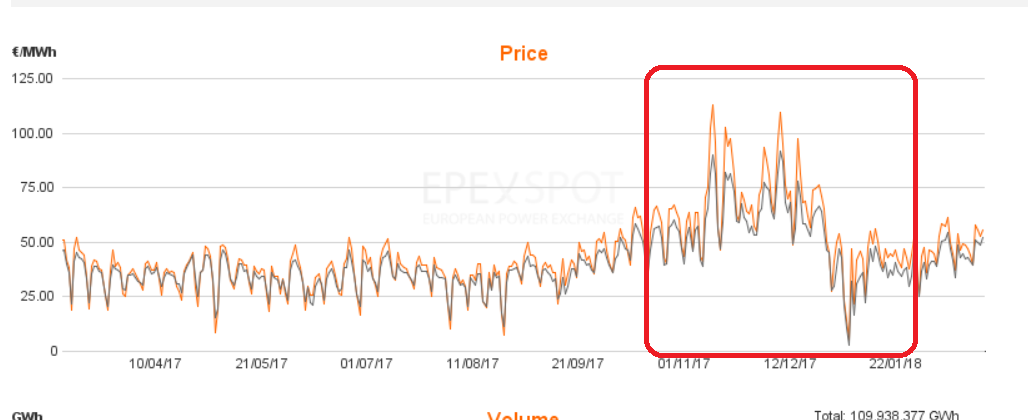 €/MWh
Price
125.00
100.00
75.00
50.00
25.00
0
EPEXSPOT
EUROPEAN POWER EXCHANGE
10/04/17
21/05/17
01/07/17
11/08/17
21/09/17
01/11/17
12/12/17
22/01/18
GWh
Volume
Total: 109,938,377 GWh